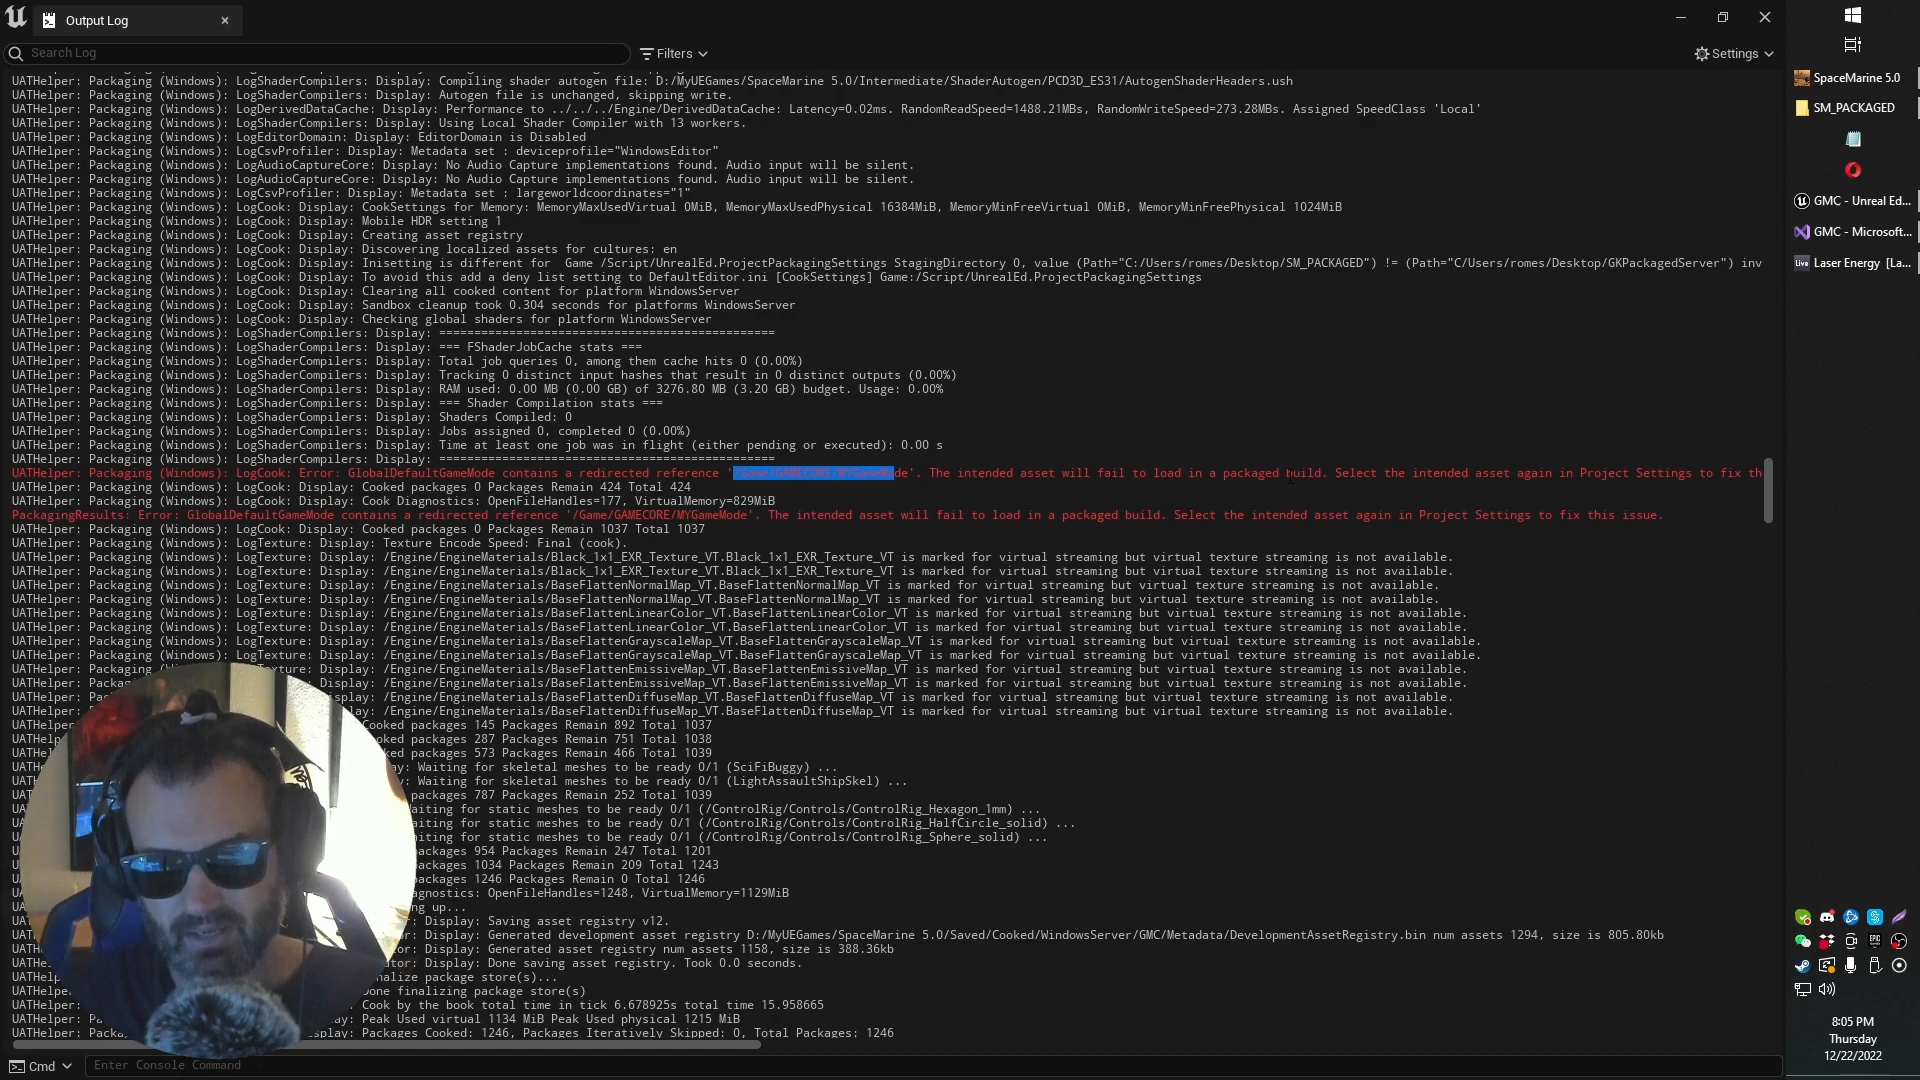 Output Log
Search Log
Filters
Settings
UATHelper: Packaging (Windows): LogShaderCompilers: Display: Compiling shader autogen file: D:/MyUEGames/SpaceMarine 5.0/Intermediate/ShaderAutogen/PCD3D_ES31/AutogenShaderHeaders.ush
UATHelper: Packaging (Windows): LogShaderCompilers: Display: Autogen file is unchanged, skipping write.
UATHelper: Packaging (Windows): LogDerivedDataCache: Display: Performance to ../../../Engine/DerivedDataCache: Latency=0.02ms. RandomReadSpeed=1488.21MBs, RandomWriteSpeed=273.28MBs. Assigned SpeedClass 'Local'
UATHelper: Packaging (Windows): LogShaderCompilers: Display: Using Local Shader Compiler with 13 workers.
UATHelper: Packaging (Windows): LogEditorDomain: Display: EditorDomain is Disabled
UATHelper: Packaging (Windows): LogCsvProfiler: Display: Metadata set : deviceprofile="WindowsEditor"
UATHelper: Packaging (Windows): LogAudioCaptureCore: Display: No Audio Capture implementations found. Audio input will be silent.
UATHelper: Packaging (Windows): LogAudioCaptureCore: Display: No Audio Capture implementations found. Audio input will be silent.
UATHelper: Packaging (Windows): LogCsvProfiler: Display: Metadata set : largeworldcoordinates="1"
UATHelper: Packaging (Windows): LogCook: Display: CookSettings for Memory: MemoryMaxUsedVirtual 0MiB, MemoryMaxUsedPhysical 16384MiB, MemoryMinFreeVirtual 0MiB, MemoryMinFreePhysical 1024MiB
UATHelper: Packaging (Windows): LogCook: Display: Mobile HDR setting 1
UATHelper: Packaging (Windows): LogCook: Display: Creating asset registry
UATHelper: Packaging (Windows): LogCook: Display: Discovering localized assets for cultures: en
UATHelper: Packaging (Windows): LogCook: Display: Inisetting is different for  Game /Script/UnrealEd.ProjectPackagingSettings StagingDirectory 0, value (Path="C:/Users/romes/Desktop/SM_PACKAGED") != (Path="C/Users/romes/Desktop/GKPackagedServer") inv
UATHelper: Packaging (Windows): LogCook: Display: To avoid this add a deny list setting to DefaultEditor.ini [CookSettings] Game:/Script/UnrealEd.ProjectPackagingSettings
UATHelper: Packaging (Windows): LogCook: Display: Clearing all cooked content for platform WindowsServer
UATHelper: Packaging (Windows): LogCook: Display: Sandbox cleanup took 0.304 seconds for platforms WindowsServer
UATHelper: Packaging (Windows): LogCook: Display: Checking global shaders for platform WindowsServer
UATHelper: Packaging (Windows): LogShaderCompilers: Display: ================================================
UATHelper: Packaging (Windows): LogShaderCompilers: Display: === FShaderJobCache stats ===
UATHelper: Packaging (Windows): LogShaderCompilers: Display: Total job queries 0, among them cache hits 0 (0.00%)
UATHelper: Packaging (Windows): LogShaderCompilers: Display: Tracking 0 distinct input hashes that result in 0 distinct outputs (0.00%)
UATHelper: Packaging (Windows): LogShaderCompilers: Display: RAM used: 0.00 MB (0.00 GB) of 3276.80 MB (3.20 GB) budget. Usage: 0.00%
UATHelper: Packaging (Windows): LogShaderCompilers: Display: === Shader Compilation stats ===
UATHelper: Packaging (Windows): LogShaderCompilers: Display: Shaders Compiled: 0
UATHelper: Packaging (Windows): LogShaderCompilers: Display: Jobs assigned 0, completed 0 (0.00%)
UATHelper: Packaging (Windows): LogShaderCompilers: Display: Time at least one job was in flight (either pending or executed): 0.00 s
UATHelper: Packaging (Windows): LogShaderCompilers: Display: ================================================
UATHelper: Packaging (Windows): LogCook: Error: GlobalDefaultGameMode contains a redirected reference '/Game/GAMECORE/MYGameMode'. The intended asset will fail to load in a packaged build. Select the intended asset again in Project Settings to fix th
UATHelper: Packaging (Windows): LogCook: Display: Cooked packages 0 Packages Remain 424 Total 424
UATHelper: Packaging (Windows): LogCook: Display: Cook Diagnostics: OpenFileHandles=177, VirtualMemory=829MiB
PackagingResults: Error: GlobalDefaultGameMode contains a redirected reference '/Game/GAMECORE/MYGameMode'. The intended asset will fail to load in a packaged build. Select the intended asset again in Project Settings to fix this issue.
UATHelper: Packaging (Windows): LogCook: Display: Cooked packages 0 Packages Remain 1037 Total 1037
UATHelper: Packaging (Windows): LogTexture: Display: Texture Encode Speed: Final (cook).
UATHelper: Packaging (Windows): LogTexture: Display: /Engine/EngineMaterials/Black_1x1_EXR_Texture_VT.Black_1x1_EXR_Texture_VT is marked for virtual streaming but virtual texture streaming is not available.
UATHelper: Packaging (Windows): LogTexture: Display: /Engine/EngineMaterials/Black_1x1_EXR_Texture_VT.Black_1x1_EXR_Texture_VT is marked for virtual streaming but virtual texture streaming is not available.
UATHelper: Packaging (Windows): LogTexture: Display: /Engine/EngineMaterials/BaseFlattenNormalMap_VT.BaseFlattenNormalMap_VT is marked for virtual streaming but virtual texture streaming is not available.
UATHelper: Packaging (Windows): LogTexture: Display: /Engine/EngineMaterials/BaseFlattenNormalMap_VT.BaseFlattenNormalMap_VT is marked for virtual streaming but virtual texture streaming is not available.
UATHelper: Packaging (Windows): LogTexture: Display: /Engine/EngineMaterials/BaseFlattenLinearColor_VT.BaseFlattenLinearColor_VT is marked for virtual streaming but virtual texture streaming is not available.
UATHelper: Packaging (Windows): LogTexture: Display: /Engine/EngineMaterials/BaseFlattenLinearColor_VT.BaseFlattenLinearColor_VT is marked for virtual streaming but virtual texture streaming is not available.
UATHelper: Packaging (Windows): LogTexture: Display: /Engine/EngineMaterials/BaseFlattenGrayscaleMap_VT.BaseFlattenGrayscaleMap_VT is marked for virtual streaming but virtual texture streaming is not available.
UATHelper: Packaging (Windows): LogTexture: Display: /Engine/EngineMaterials/BaseFlattenGrayscaleMap_VT.BaseFlattenGrayscaleMap_VT is marked for virtual streaming but virtual texture streaming is not available.
UATHelper: Packaging (W LogTexture: Display: /Engine/EngineMaterials/BaseFlattenEmissiveMap_VT.BaseFlattenEmissiveMap_VT is marked for virtual streaming but virtual texture streaming is not available.
UATHelper: Packag re: Display: /Engine/EngineMaterials/BaseFlattenEmissiveMap_VT.BaseFlattenEmissiveMap_VT is marked for virtual streaming but virtual texture streaming is not available.
UATHelper: Pac Display: /Engine/EngineMaterials/BaseFlattenDiffuseMap_VT.BaseFlattenDiffuseMap_VT is marked for virtual streaming but virtual texture streaming is not available.
UATHelper: : /Engine/EngineMaterials/BaseFlattenDiffuseMap_VT.BaseFlattenDiffuseMap_VT is marked for virtual streaming but virtual texture streaming is not available.
UATHelper Cooked packages 145 Packages Remain 892 Total 1037
UATHelp oked packages 287 Packages Remain 751 Total 1038
UATHel ked packages 573 Packages Remain 466 Total 1039
UATHe ay: Waiting for skeletal meshes to be ready 0/1 (SciFiBuggy) ...
UATH y: Waiting for skeletal meshes to be ready 0/1 (LightAssaultShipSkel) ...
packages 787 Packages Remain 252 Total 1039
aiting for static meshes to be ready 0/1 (/ControlRig/Controls/ControlRig_Hexagon_1mm) ...
aiting for static meshes to be ready 0/1 (/ControlRig/Controls/ControlRig_HalfCircle_solid) ...
aiting for static meshes to be ready 0/1 (/ControlRig/Controls/ControlRig_Sphere_solid) ...
packages 954 Packages Remain 247 Total 1201
packages 1034 Packages Remain 209 Total 1243
packages 1246 Packages Remain 0 Total 1246
agnostics: OpenFileHandles=1248, VirtualMemory=1129MiB
ng up...
r: Display: Saving asset registry v12.
r: Display: Generated development asset registry D:/MyUEGames/SpaceMarine 5.0/Saved/Cooked/WindowsServer/GMC/Metadata/DevelopmentAssetRegistry.bin num assets 1294, size is 805.80kb
or: Display: Generated asset registry num assets 1158, size is 388.36kb
tor: Display: Done saving asset registry. Took 0.0 seconds.
UATHelp nalize package store(s)...
UATHelpe Done finalizing package store(s)
UATHelper: Cook by the book total time in tick 6.678925s total time 15.958665
UATHelper: P lay: Peak Used virtual 1134 MiB Peak Used physical 1215 MiB
UATHelper: Packag isplay: Packages Cooked: 1246, Packages Iteratively Skipped: 0, Total Packages: 1246
Cmd
Enter Console Command
SpaceMarine 5.0
SM_PACKAGED
GMC - Unreal Ed...
GMC - Microsoft...
Laser Energy [La...
8:05 PM
Thursday
12/22/2022